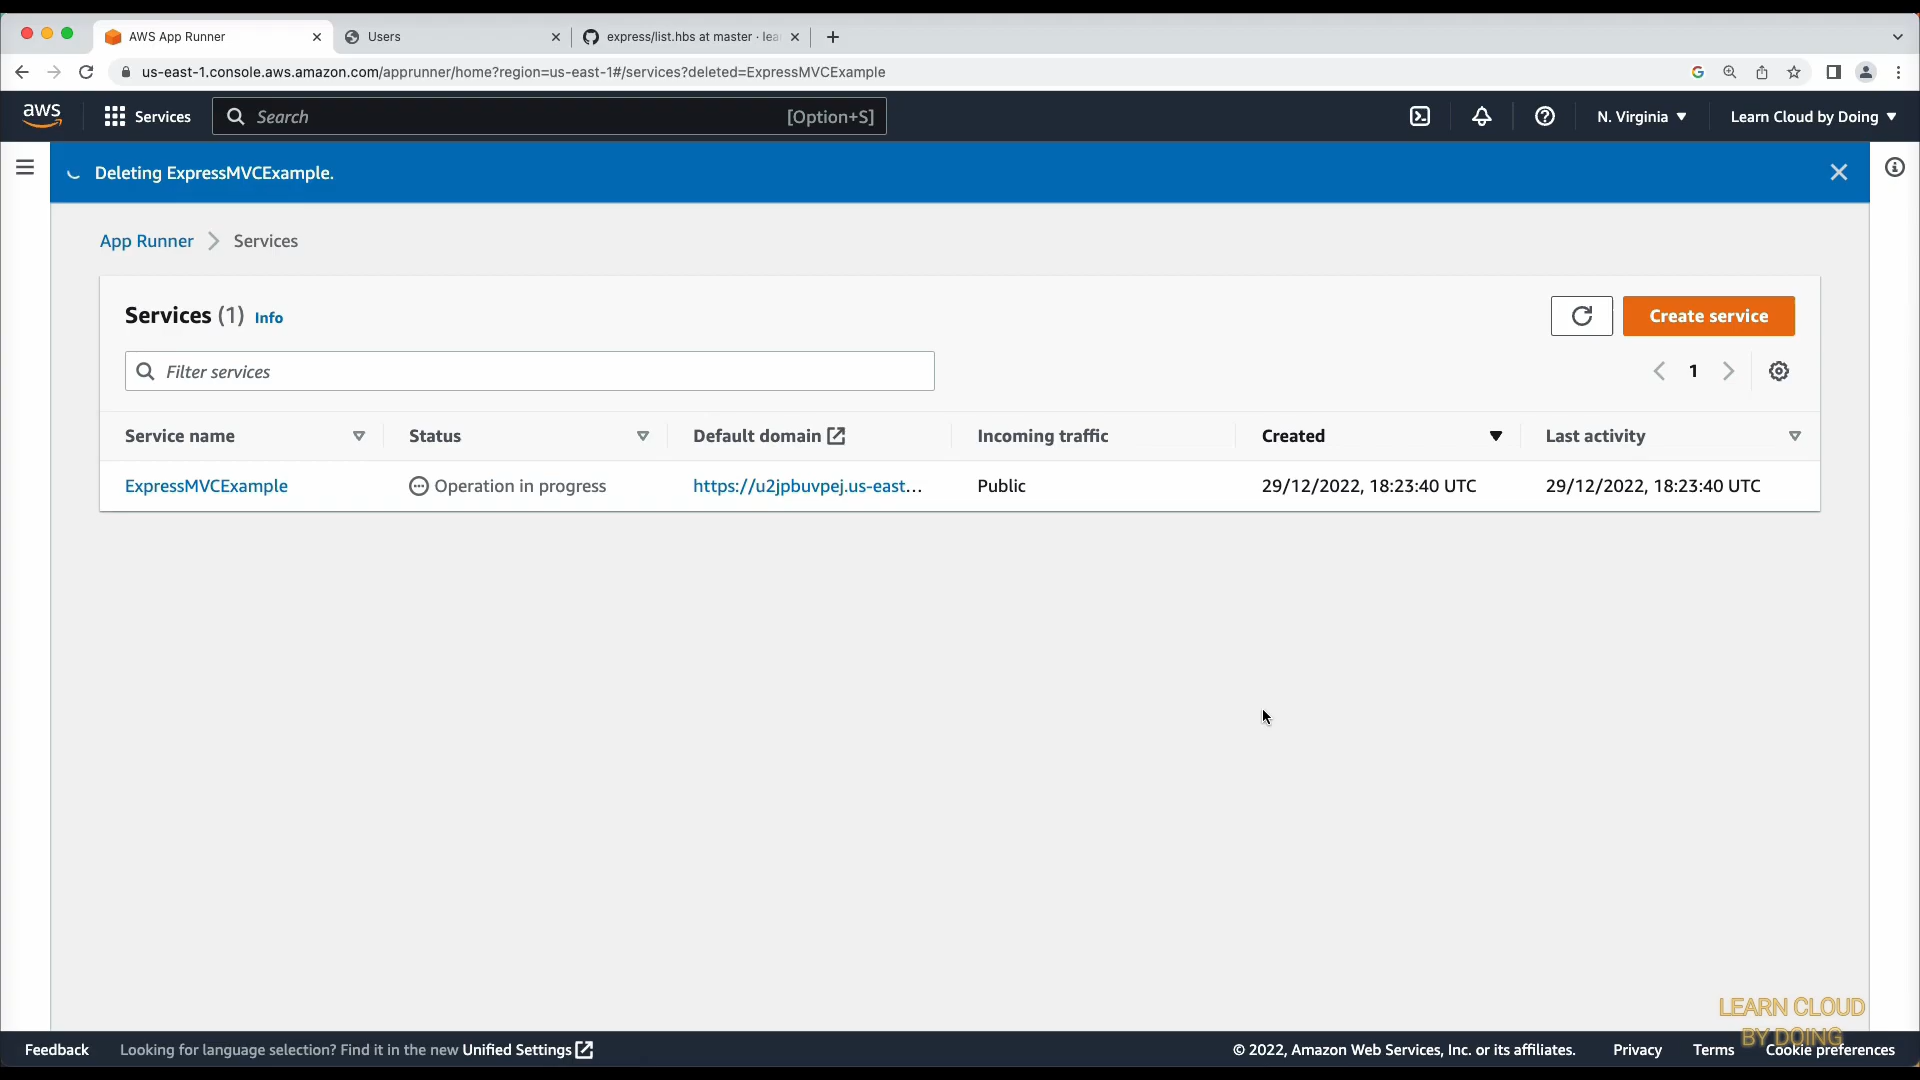 AWS App Runner
Users
express/list.hbs at master · lea
us-east-1.console.aws.amazon.com/apprunner/home?region=us-east-1#/services?deleted=ExpressMVCExample
aws
Services
Search
[Option+S]
N. Virginia
Learn Cloud by Doing
Deleting ExpressMVCExample.
App Runner
Services
Services (1) Info
Create service
Filter services
1
Service name
Status
Default domain
Incoming traffic
Created
Last activity
ExpressMVCExample
Operation in progress
https://u2jpbuvpej.us-east...
Public
29/12/2022, 18:23:40 UTC
29/12/2022, 18:23:40 UTC
LEARN CLOUD
BY DOING
Feedback
Looking for language selection? Find it in the new Unified Settings
© 2022, Amazon Web Services, Inc. or its affiliates.
Privacy
Terms
Cookie preferences